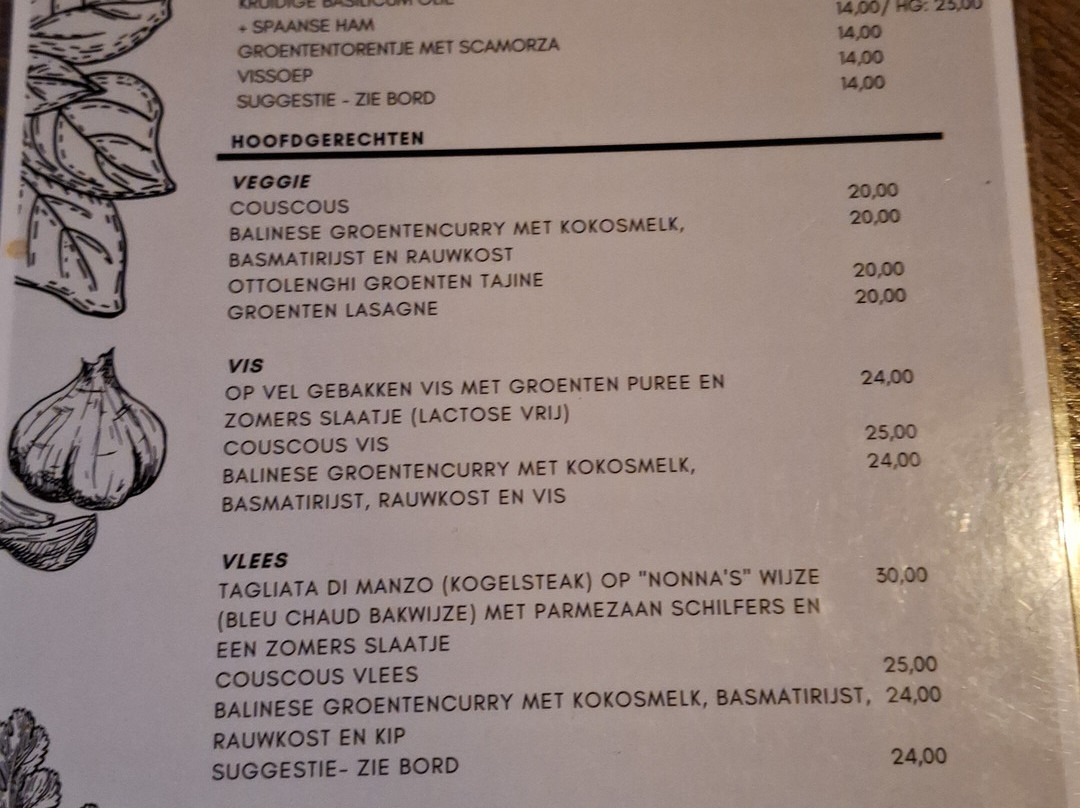 KRUIDIGE BASILICUM OLIE
14,00/ HG: 25,00
+ SPAANSE HAM 14,00
GROENTENTORENTJE MET SCAMORZA 14,00
VISSOEP 14,00
SUGGESTIE - ZIE BORD
HOOFDGERECHTEN
VEGGIE
COUSCOUS 20,00
BALINESE GROENTENCURRY MET KOKOSMELK, 20,00
BASMATIRIJST EN RAUWKOST
OTTOLENGHI GROENTEN TAJINE 20,00
GROENTEN LASAGNE 20,00
VIS
OP VEL GEBAKKEN VIS MET GROENTEN PUREE EN 24,00
ZOMERS SLAATJE (LACTOSE VRIJ)
COUSCOUS VIS 25,00
BALINESE GROENTENCURRY MET KOKOSMELK, 24,00
BASMATIRIJST, RAUWKOST EN VIS
VLEES
TAGLIATA DI MANZO (KOGELSTEAK) OP "NONNA'S" WIJZE 30,00
(BLEU CHAUD BAKWIJZE) MET PARMEZAAN SCHILFERS EN
EEN ZOMERS SLAATJE
COUSCOUS VLEES 25,00
BALINESE GROENTENCURRY MET KOKOSMELK, BASMATIRIJST, 24,00
RAUWKOST EN KIP
SUGGESTIE- ZIE BORD 24,00